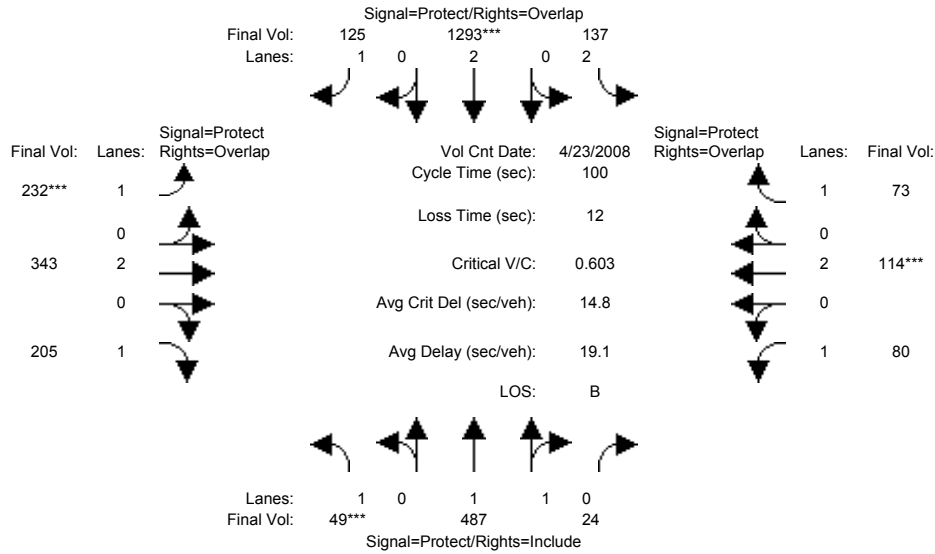 Signal=Protect/Rights=Overlap
Final Vol: 125 1293*** 137
Lanes: 1 0 2 0 2
Signal=Protect
Final Vol: Lanes: Rights=Overlap
Vol Cnt Date: 4/23/2008
Signal=Protect
Rights=Overlap Lanes: Final Vol:
Cycle Time (sec): 100
232*** 1
1 73
Loss Time (sec): 12
0
0
343 2
Critical V/C: 0.603
2 114***
0
Avg Crit Del (sec/veh): 14.8
0
205 1
Avg Delay (sec/veh): 19.1
1 80
LOS: B
Lanes: 1 0 1 1 0
Final Vol: 49*** 487 24
Signal=Protect/Rights=Include